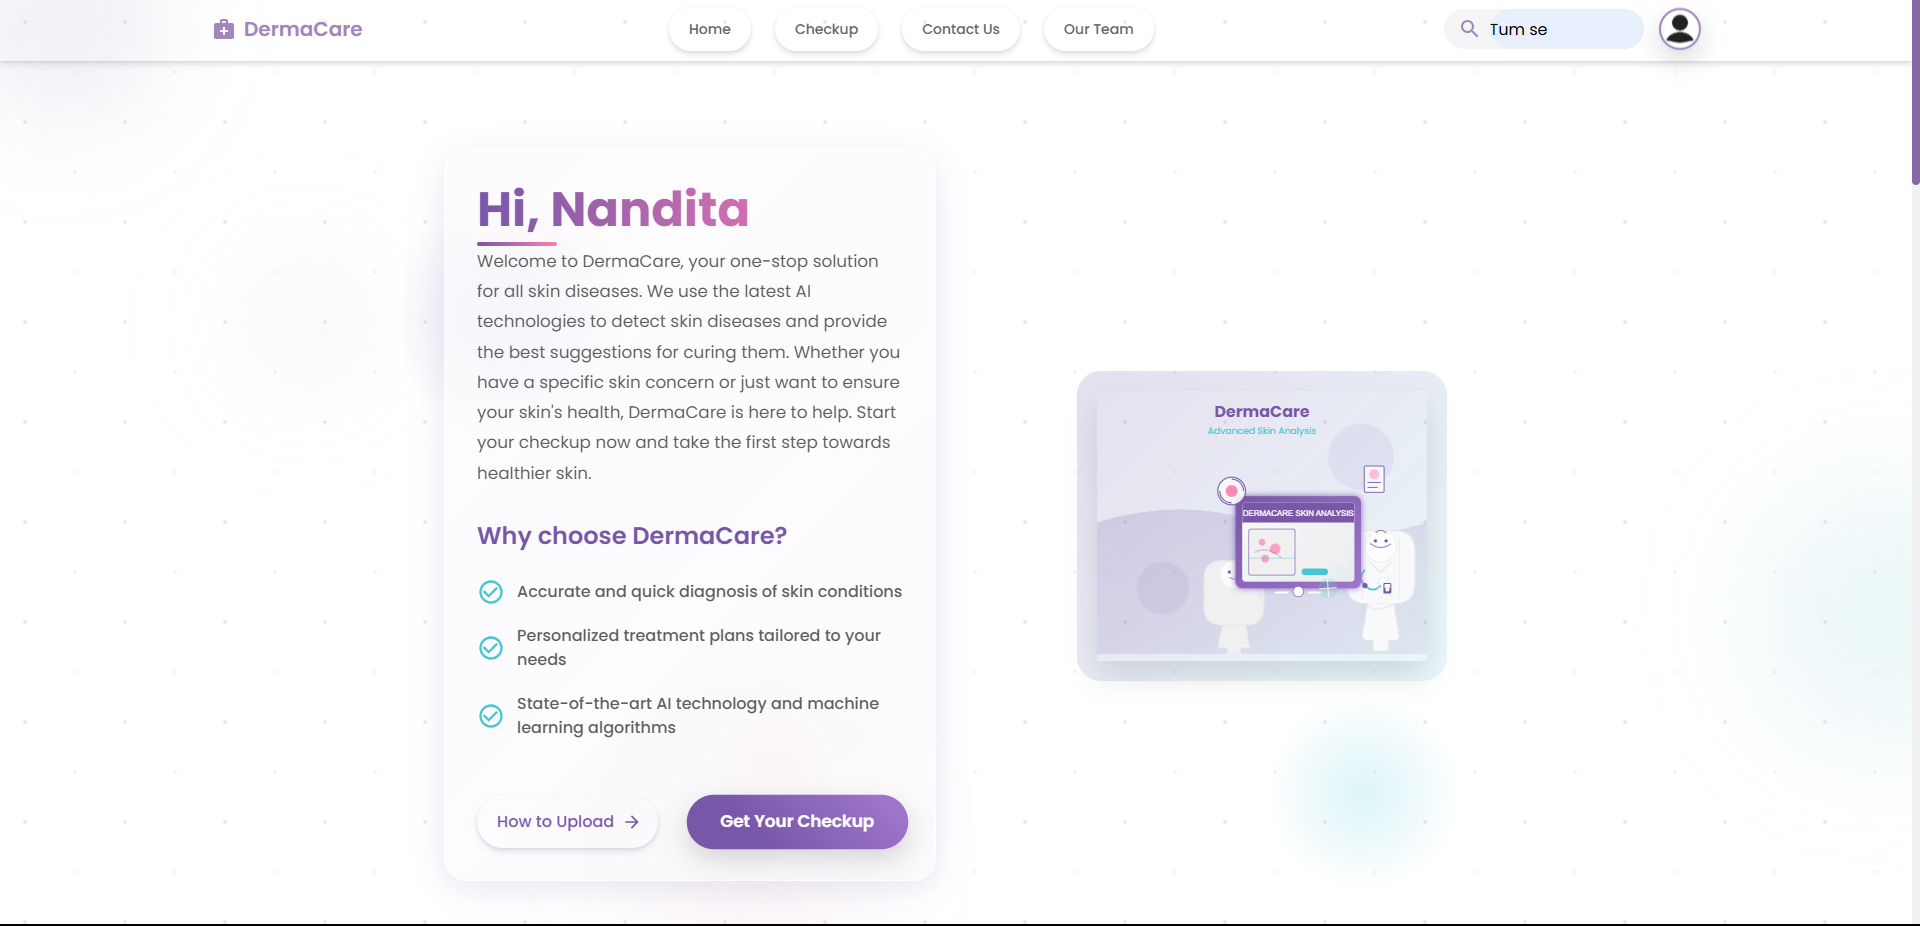 DermaCare
Home
Checkup
Contact Us
Our Team
Tum se
Hi, Nandita
Welcome to DermaCare, your one-stop solution
for all skin diseases. We use the latest AI
technologies to detect skin diseases and provide
the best suggestions for curing them. Whether you
have a specific skin concern or just want to ensure
your skin's health, DermaCare is here to help. Start
your checkup now and take the first step towards
healthier skin.
Why choose DermaCare?
Accurate and quick diagnosis of skin conditions
Personalized treatment plans tailored to your
needs
State-of-the-art AI technology and machine
learning algorithms
How to Upload
Get Your Checkup
DermaCare
Advanced Skin Analysis
DERMACARE SKIN ANALYSIS